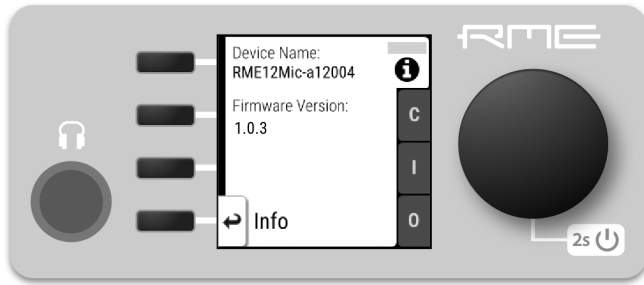 RME
Device Name:
RME12Mic-a12004
Firmware Version:
1.0.3
C
I
O
Info
2s